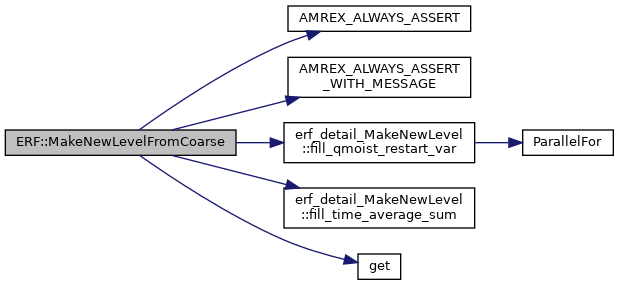 AMREX_ALWAYS_ASSERT
AMREX_ALWAYS_ASSERT
_WITH_MESSAGE
ERF::MakeNewLevelFromCoarse
erf_detail_MakeNewLevel
::fill_qmoist_restart_var
ParallelFor
erf_detail_MakeNewLevel
::fill_time_average_sum
get